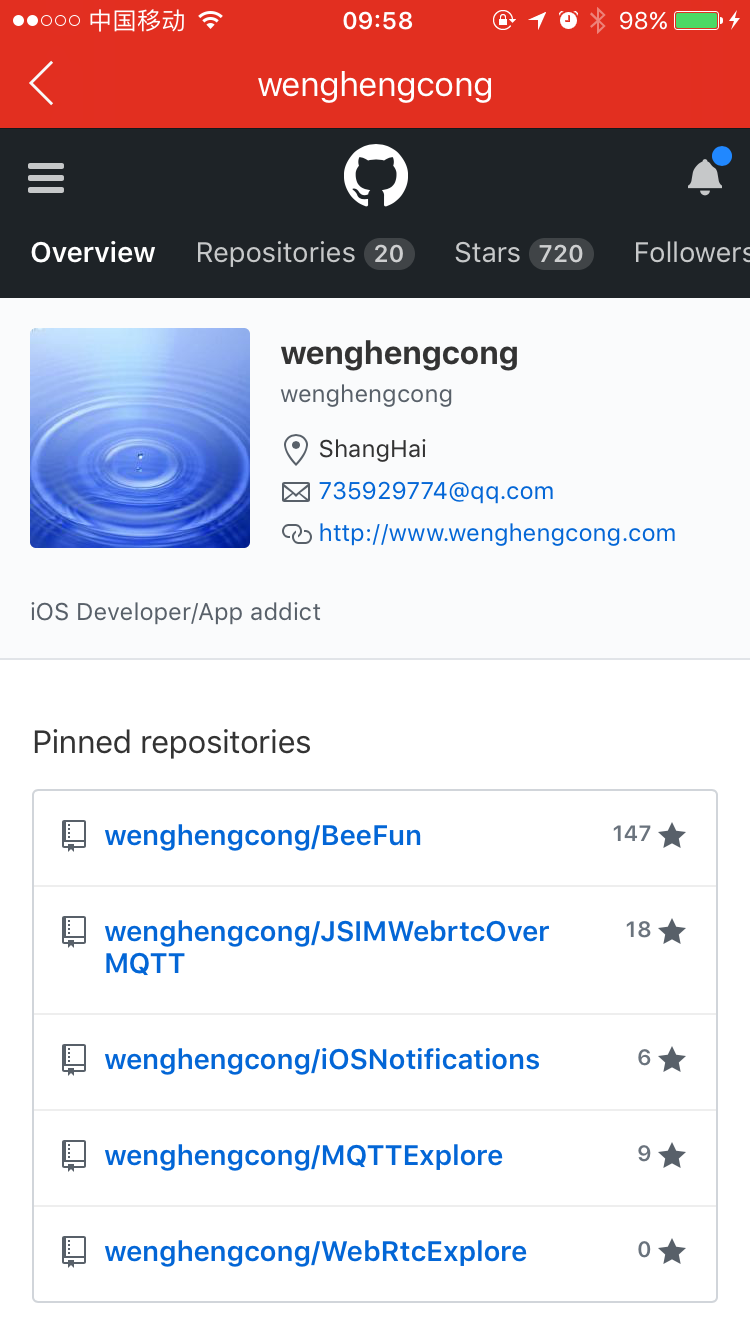 中国移动 09:58 98%
wenghengcong
Overview Repositories 20 Stars 720 Followers
wenghengcong
wenghengcong
ShangHai
735929774@qq.com
http://www.wenghengcong.com
iOS Developer/App addict
Pinned repositories
wenghengcong/BeeFun 147
wenghengcong/JSIMWebrtcOver 18
MQTT
wenghengcong/iOSNotifications 6
wenghengcong/MQTTExplore 9
wenghengcong/WebRtcExplore 0